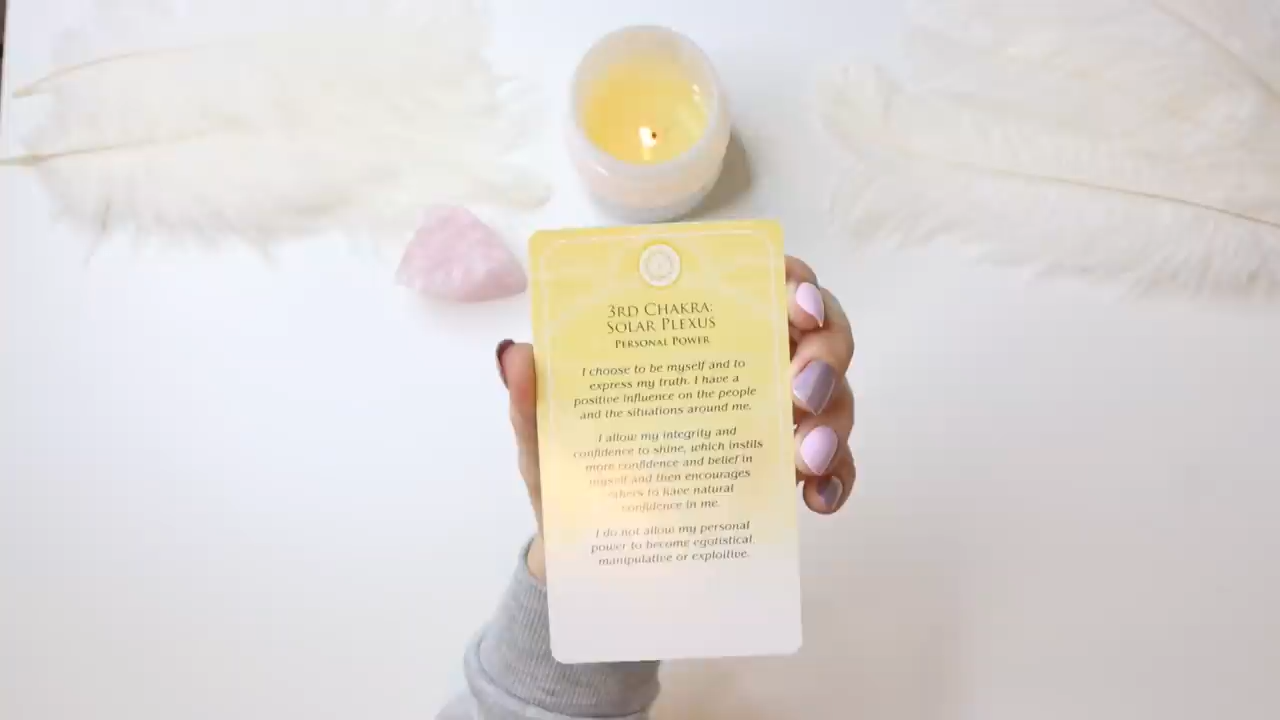 3RD CHAKRA:
SOLAR PLEXUS
PERSONAL POWER
I choose to be myself and to
express my truth. I have a
positive influence on the people
and the situations around me.
I allow my integrity and
confidence to shine, which instils
more confidence and belief in
myself and then encourages
others to have natural
confidence in me.
I do not allow my personal
power to become egotistical,
manipulative or exploitive.